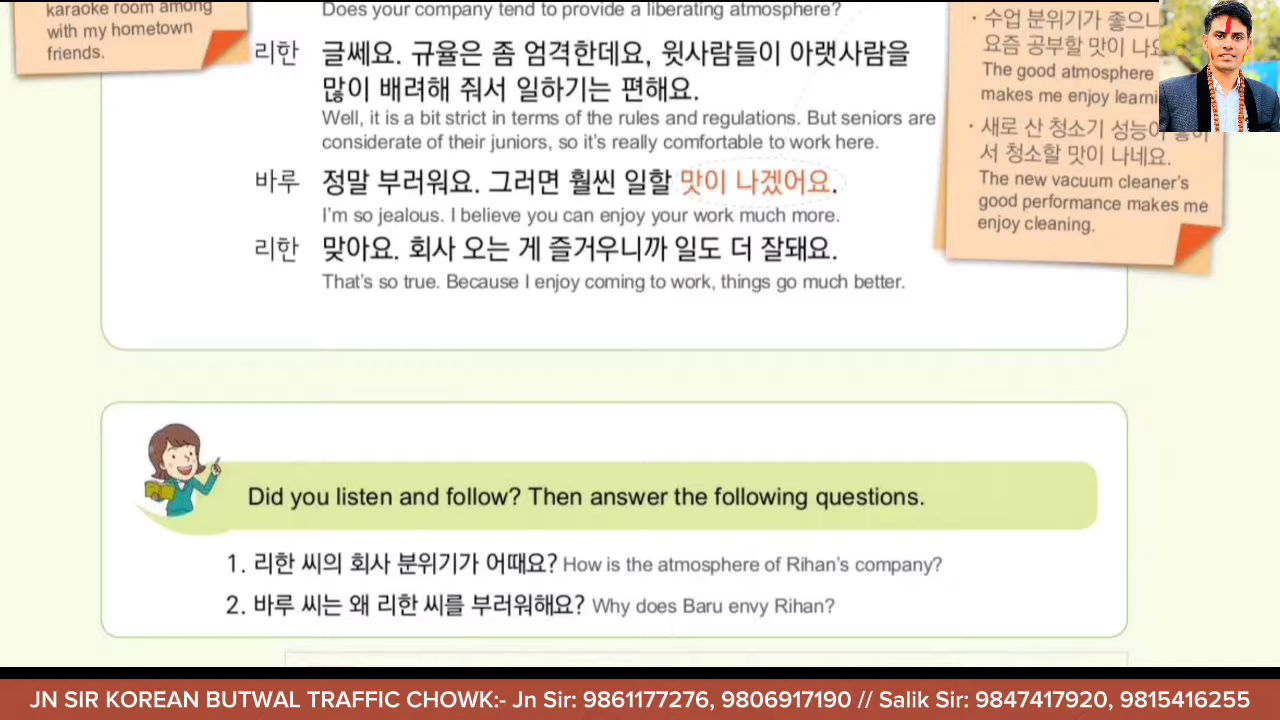 karaoke room among
with my hometown
friends.
Does your company tend to provide a liberating atmosphere?
리한 글쎄요. 규율은 좀 엄격한데요, 윗사람들이 아랫사람을
많이 배려해 줘서 일하기는 편해요.
Well, it is a bit strict in terms of the rules and regulations. But seniors are
considerate of their juniors, so it's really comfortable to work here.
바루 정말 부러워요. 그러면 훨씬 일할 맛이 나겠어요.
I'm so jealous. I believe you can enjoy your work much more.
리한 맞아요. 회사 오는 게 즐거우니까 일도 더 잘돼요.
That's so true. Because I enjoy coming to work, things go much better.
· 수업 분위기가 좋으니
요즘 공부할 맛이
The good atmosphere
makes me enjoy
· 새로 산 청소기
서 청소할 맛이 나네요.
The new vacuum cleaner's
good performance makes me
enjoy cleaning.
Did you listen and follow? Then answer the following questions.
1. 리한 씨의 회사 분위기가 어때요? How is the atmosphere of Rihan's company?
2. 바루 씨는 왜 리한 씨를 부러워해요? Why does Baru envy Rihan?
JN SIR KOREAN BUTWAL TRAFFIC CHOWK:- Jn Sir: 9861177276, 9806917190 // Salik Sir: 9847417920, 9815416255